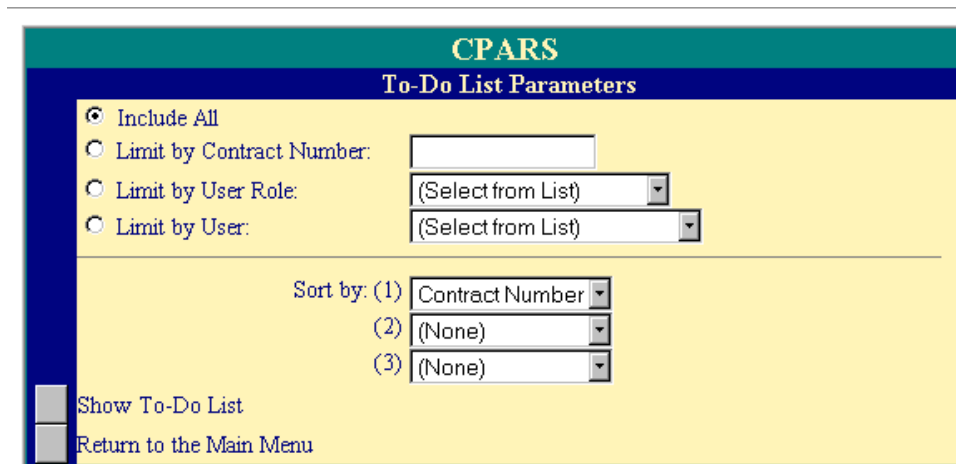 CPARS
To-Do List Parameters
Include All
Limit by Contract Number:
Limit by User Role: (Select from List)
Limit by User: (Select from List)
Sort by: (1) Contract Number
(2) (None)
(3) (None)
Show To-Do List
Return to the Main Menu